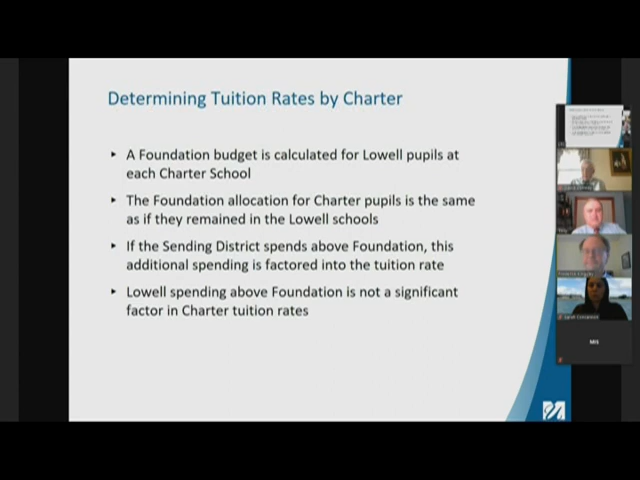 Determining Tuition Rates by Charter
▸ A Foundation budget is calculated for Lowell pupils at
each Charter School
▸ The Foundation allocation for Charter pupils is the same
as if they remained in the Lowell schools
▸ If the Sending District spends above Foundation, this
additional spending is factored into the tuition rate
▸ Lowell spending above Foundation is not a significant
factor in Charter tuition rates